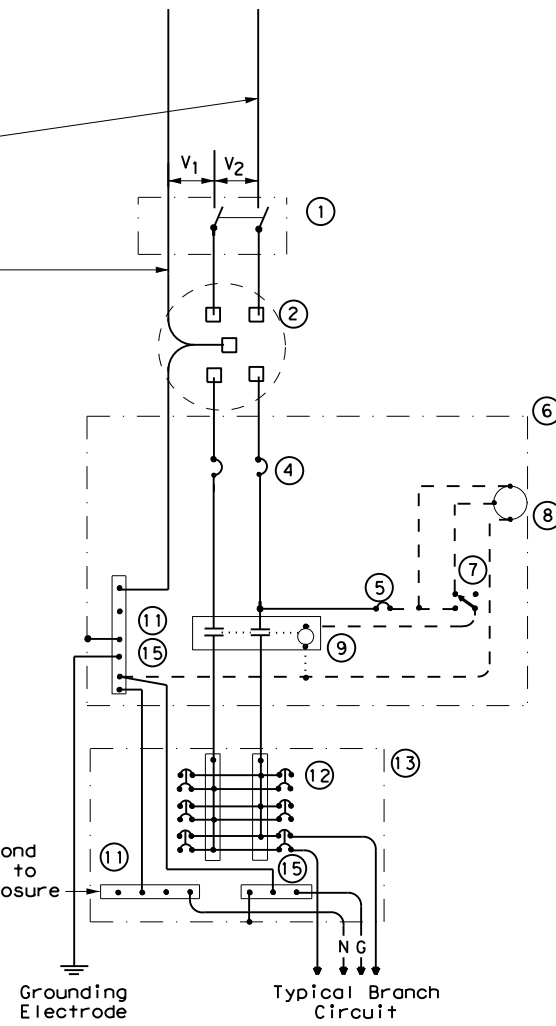 V1
V2
1
2
6
4
8
5
7
11
15
9
13
12
11
ond
to
osure
15
N G
Grounding
Electrode
Typical Branch
Circuit